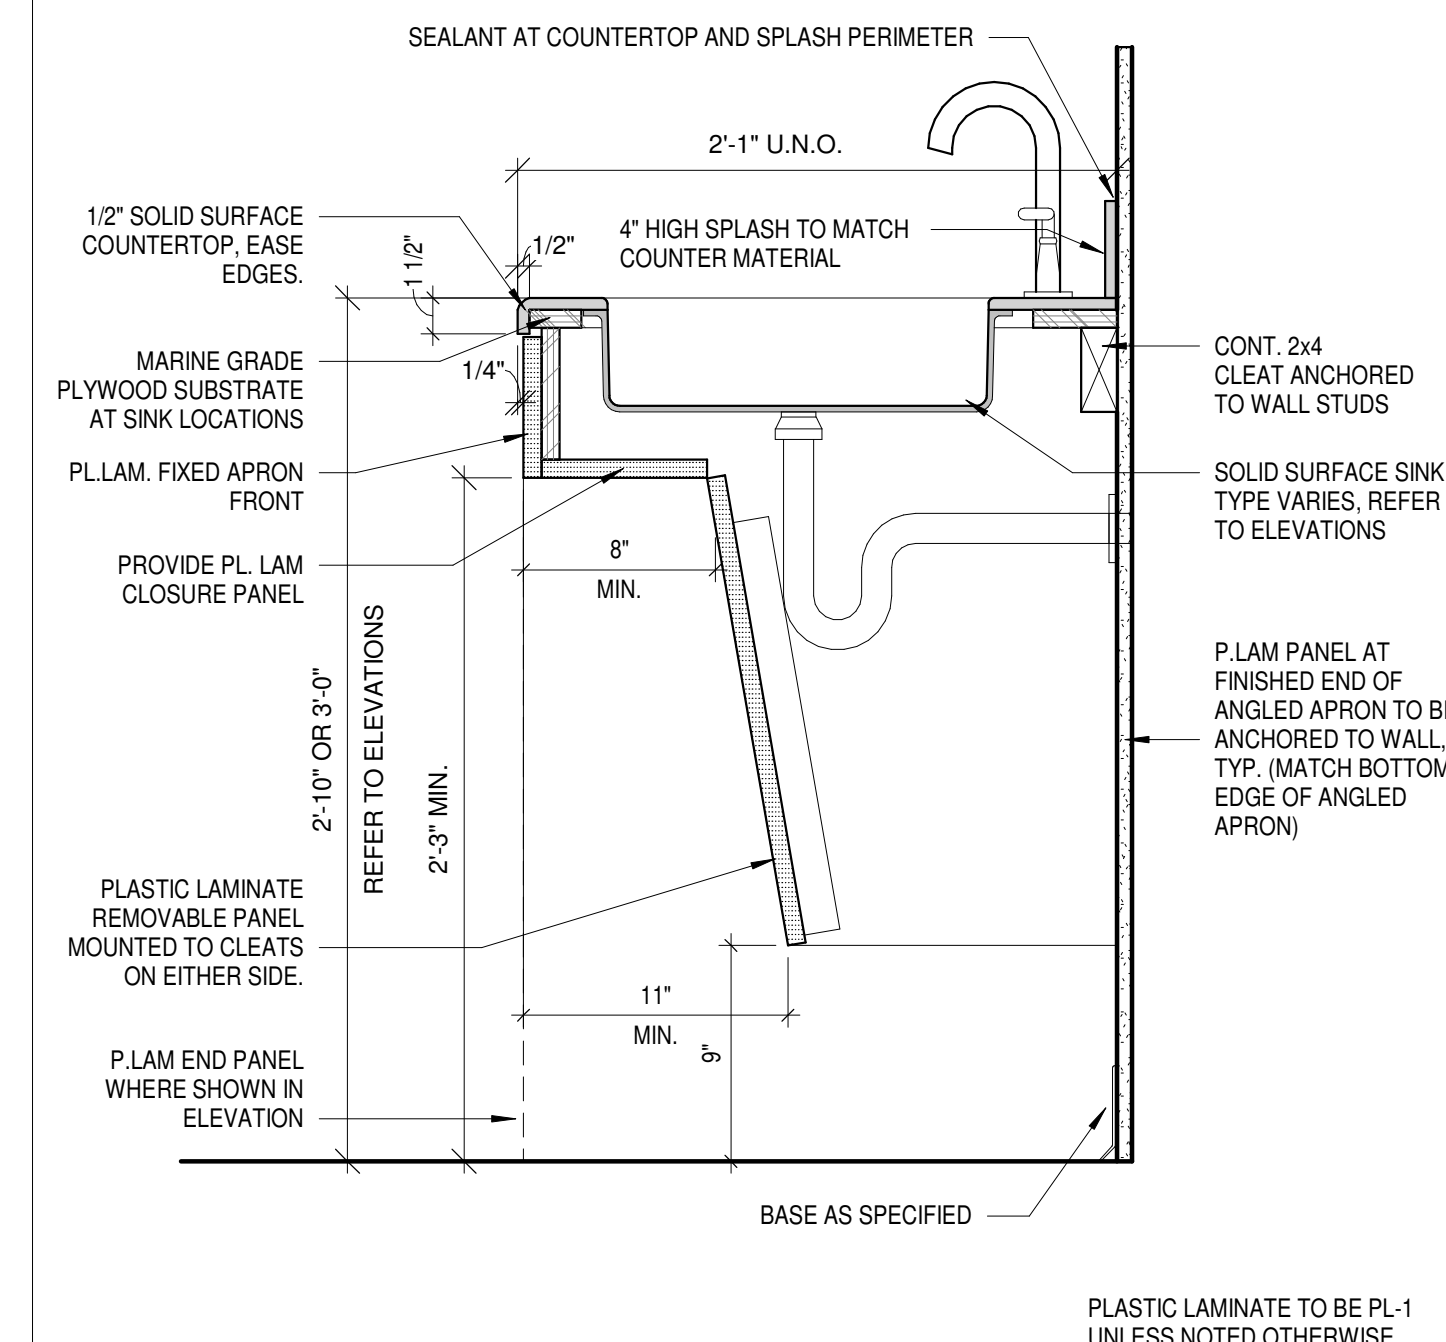 SEALANT AT COUNTERTOP AND SPLASH PERIMETER
2'-1" U.N.O.
1/2" SOLID SURFACE
COUNTERTOP, EASE
EDGES.
1 1/2"
1/2"
4" HIGH SPLASH TO MATCH
COUNTER MATERIAL
MARINE GRADE
PLYWOOD SUBSTRATE
AT SINK LOCATIONS
1/4"
CONT. 2x4
CLEAT ANCHORED
TO WALL STUDS
PL.LAM. FIXED APRON
FRONT
SOLID SURFACE SINK
TYPE VARIES, REFER
TO ELEVATIONS
PROVIDE PL. LAM
CLOSURE PANEL
8"
MIN.
2'-10" OR 3'-0"
REFER TO ELEVATIONS
2'-3" MIN.
P.LAM PANEL AT
FINISHED END OF
ANGLED APRON TO BE
ANCHORED TO WALL,
TYP. (MATCH BOTTOM
EDGE OF ANGLED
APRON)
PLASTIC LAMINATE
REMOVABLE PANEL
MOUNTED TO CLEATS
ON EITHER SIDE.
11"
MIN.
9"
P.LAM END PANEL
WHERE SHOWN IN
ELEVATION
BASE AS SPECIFIED
PLASTIC LAMINATE TO BE PL-1
UNLESS NOTED OTHERWISE